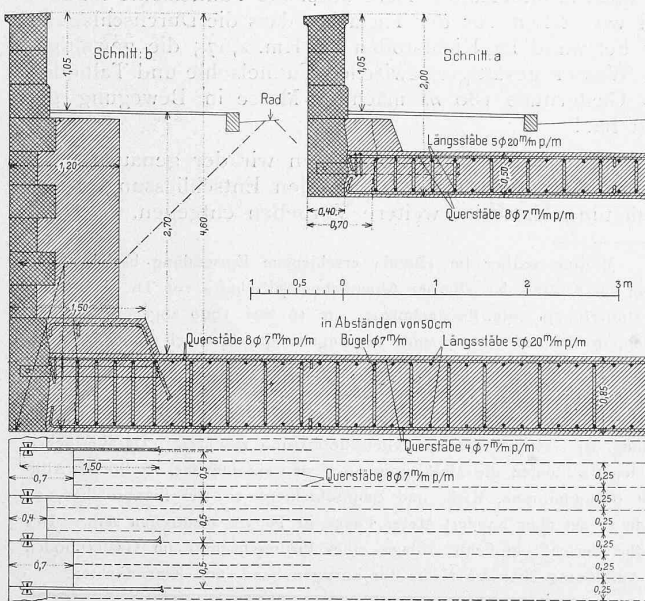 Schnitt: b
Schnitt: a
1,05
Rad
1,05
2,00
Längsstäbe 5 ϕ 20 m/m p/m
0,50
Querstäbe 8 ϕ 7 m/m p/m
0,40
0,70
1,20
2,70
4,60
1 0,5 0 1 2 3 m
1,50
in Abständen von 50cm
Querstäbe 8 ϕ 7 m/m p/m
Bügel ϕ 7 m/m
Längsstäbe 5 ϕ 20 m/m p/m
0,85
Querstäbe 4 ϕ 7 m/m p/m
1,50
Querstäbe 8 ϕ 7 m/m p/m
0,7
0,5
0,25
0,25
0,4
0,5
0,25
0,25
0,7
0,5
0,25
0,25